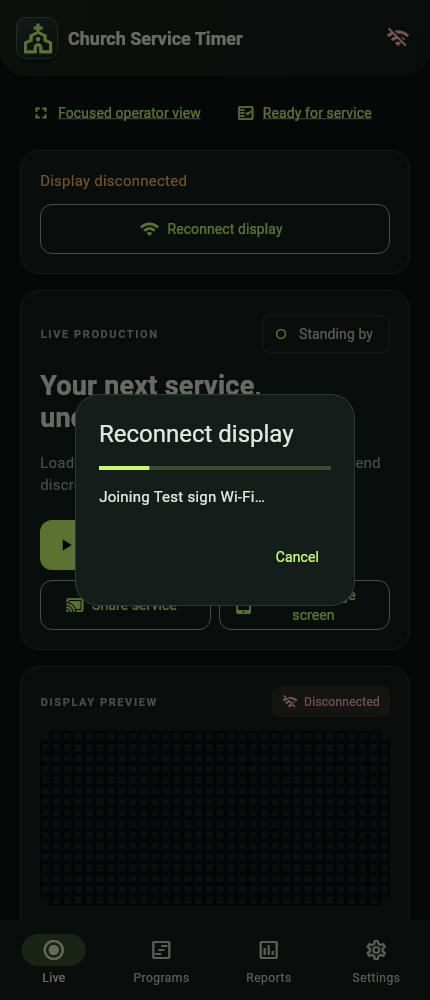 Church Service Timer
Focused operator view
Ready for service
Display disconnected
Reconnect display
LIVE PRODUCTION
Standing by
Your next service,
Reconnect display
Joining Test sign Wi-Fi…
Cancel
Share service
screen
DISPLAY PREVIEW
Disconnected
Live
Programs
Reports
Settings